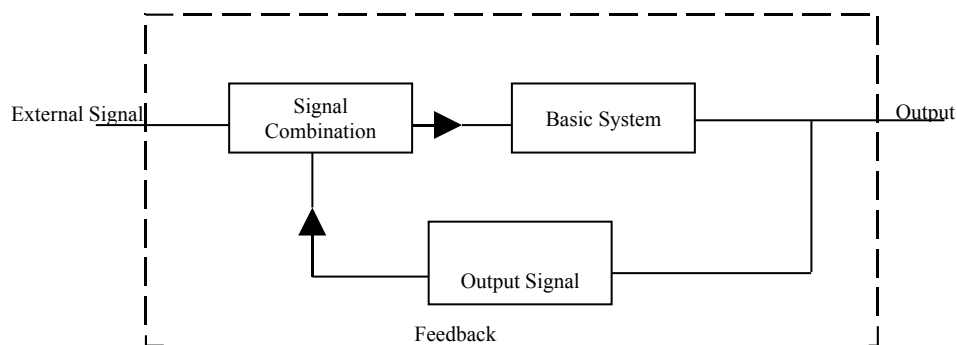 External Signal
Signal
Combination
Basic System
Output
Output Signal
Feedback